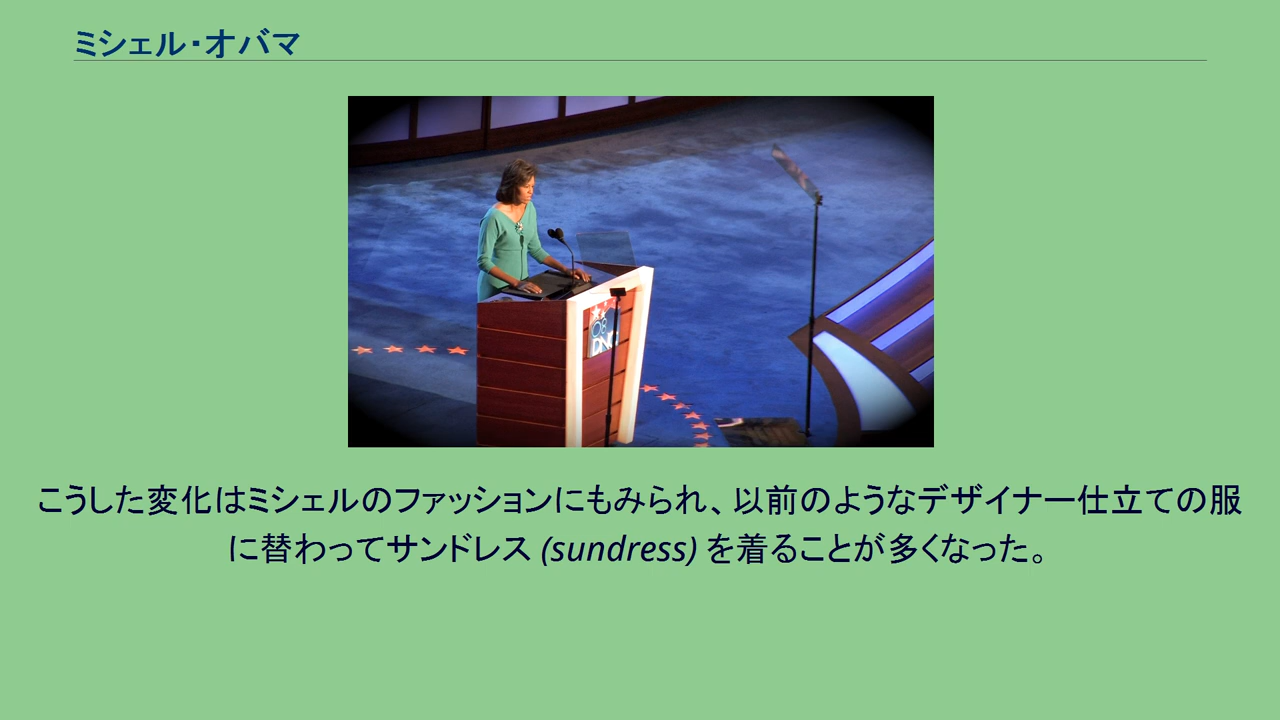 ミシェル・オバマ
08
DNC
こうした変化はミシェルのファッションにもみられ、以前のようなデザイナー仕立ての服
に替わってサンドレス (sundress) を着ることが多くなった。